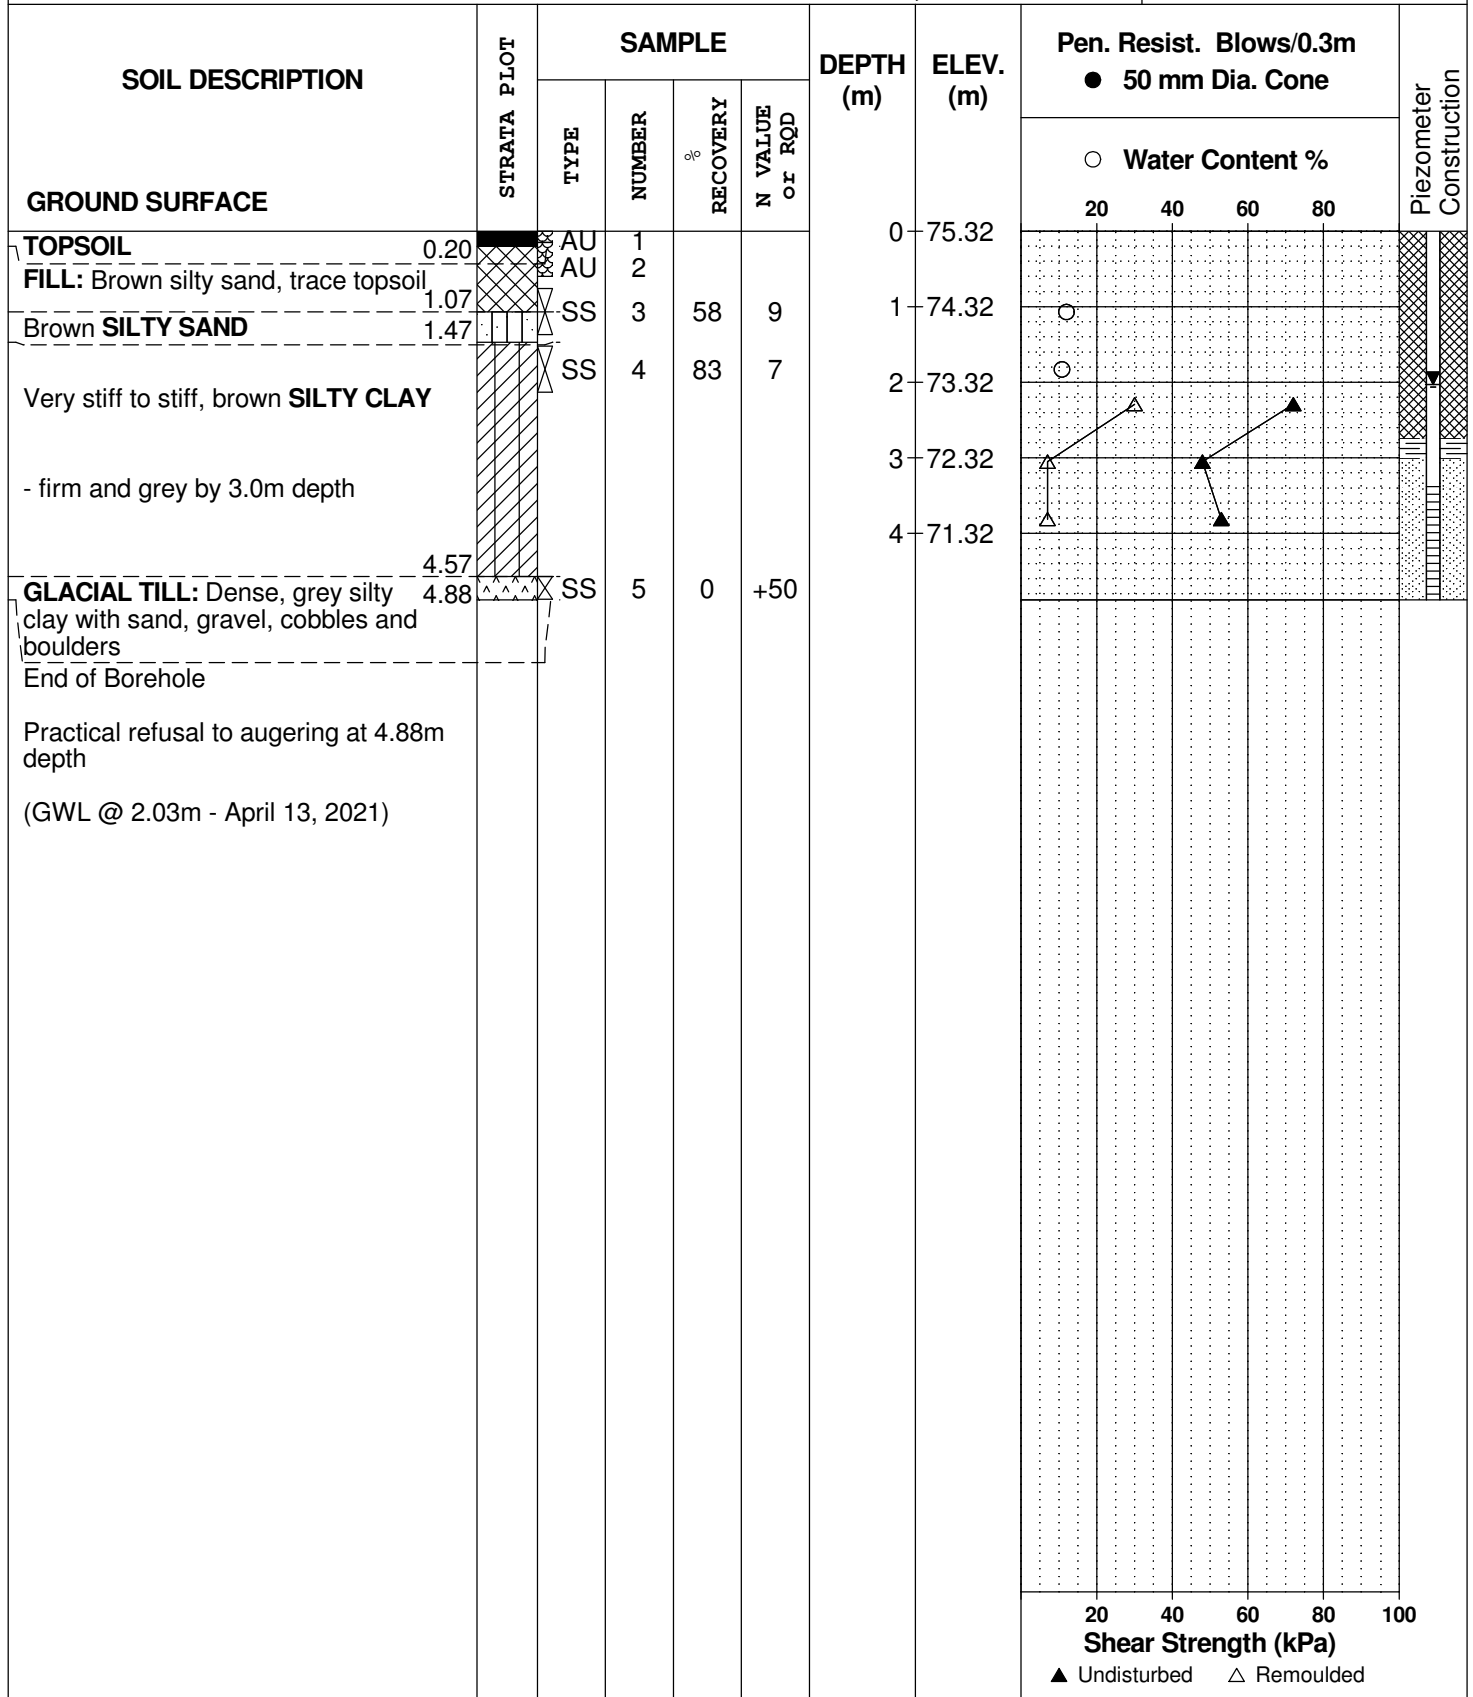 SOIL DESCRIPTION
GROUND SURFACE
STRATA PLOT
SAMPLE
TYPE
NUMBER
%
RECOVERY
N VALUE
or RQD
DEPTH
(m)
ELEV.
(m)
Pen. Resist. Blows/0.3m
● 50 mm Dia. Cone
○ Water Content %
20 40 60 80
Piezometer
Construction
TOPSOIL 0.20
AU 1
0 75.32
FILL: Brown silty sand, trace topsoil
AU 2
1.07
SS 3 58 9
1 74.32
Brown SILTY SAND 1.47
SS 4 83 7
2 73.32
Very stiff to stiff, brown SILTY CLAY
3 72.32
- firm and grey by 3.0m depth
4 71.32
4.57
GLACIAL TILL: Dense, grey silty 4.88
SS 5 0 +50
clay with sand, gravel, cobbles and
boulders
End of Borehole
Practical refusal to augering at 4.88m
depth
(GWL @ 2.03m - April 13, 2021)
20 40 60 80 100
Shear Strength (kPa)
▲ Undisturbed △ Remoulded